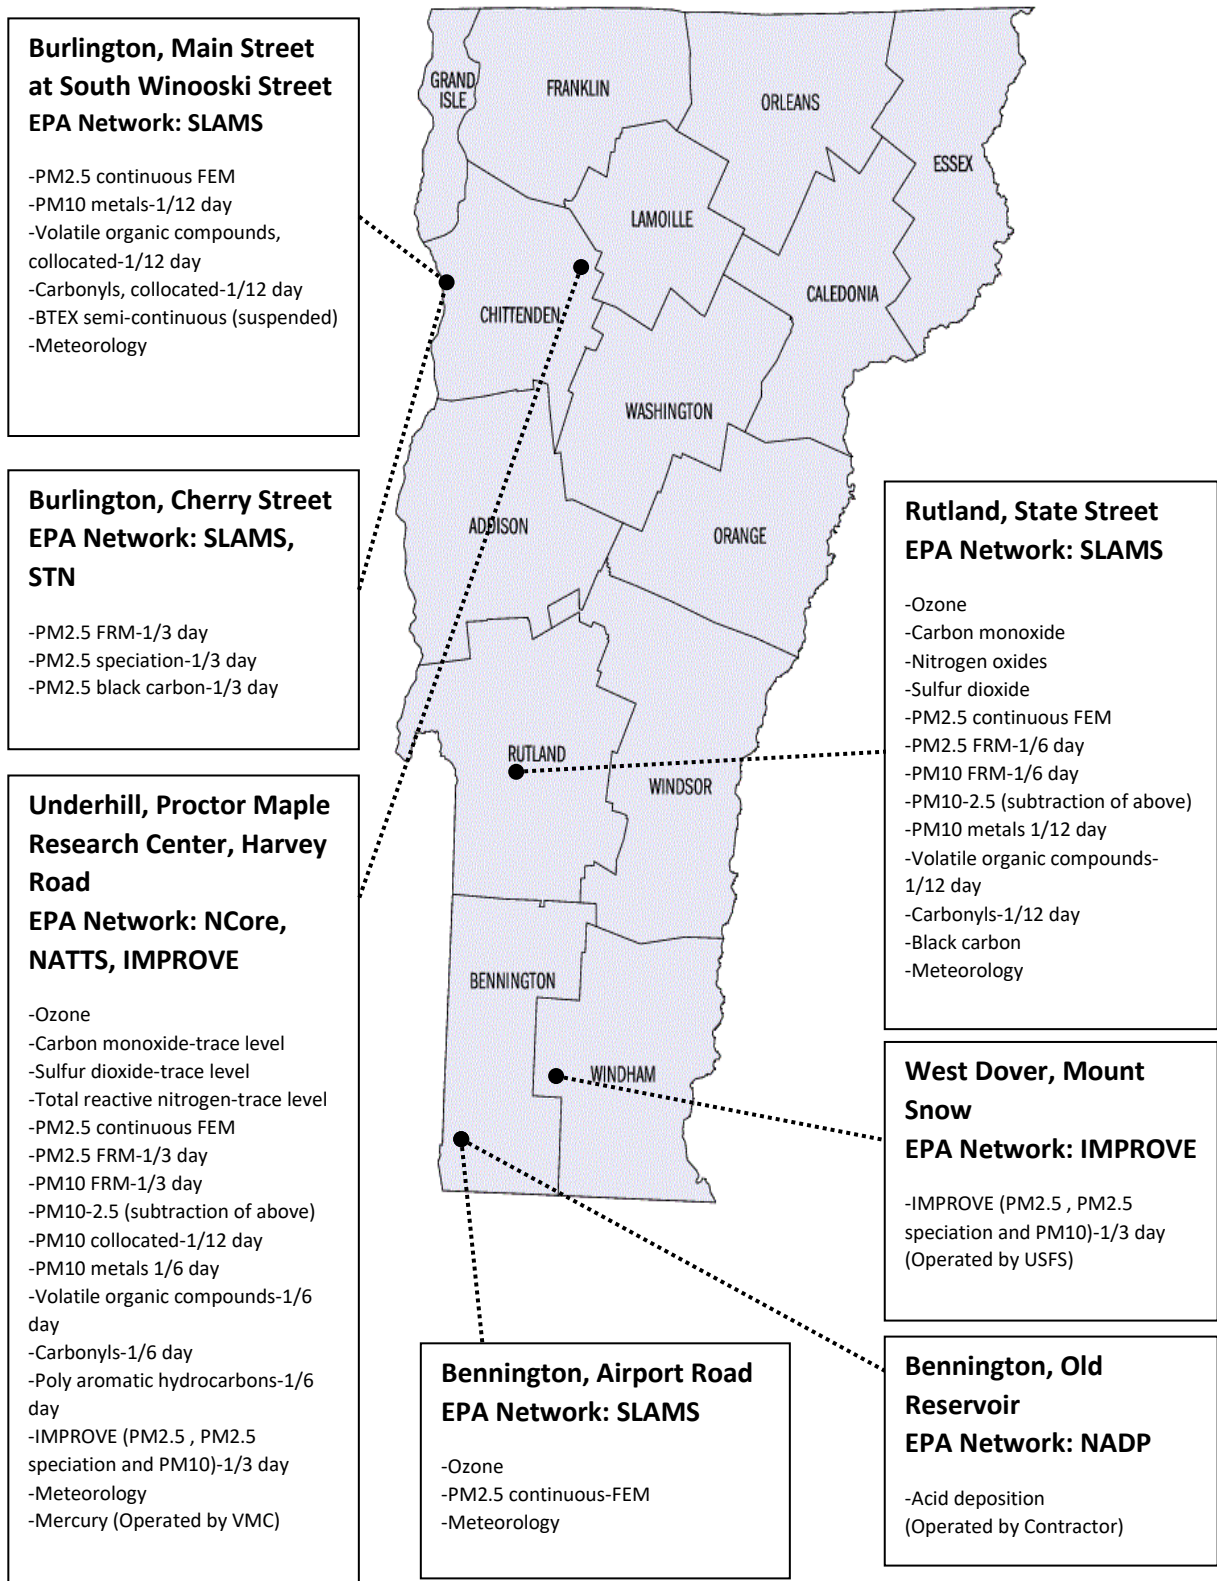 Burlington, Main Street
at South Winooski Street
EPA Network: SLAMS
-PM2.5 continuous FEM
-PM10 metals-1/12 day
-Volatile organic compounds,
collocated-1/12 day
-Carbonyls, collocated-1/12 day
-BTEX semi-continuous (suspended)
-Meteorology
Burlington, Cherry Street
EPA Network: SLAMS,
STN
-PM2.5 FRM-1/3 day
-PM2.5 speciation-1/3 day
-PM2.5 black carbon-1/3 day
Underhill, Proctor Maple
Research Center, Harvey
Road
EPA Network: NCore,
NATTS, IMPROVE
-Ozone
-Carbon monoxide-trace level
-Sulfur dioxide-trace level
-Total reactive nitrogen-trace level
-PM2.5 continuous FEM
-PM2.5 FRM-1/3 day
-PM10 FRM-1/3 day
-PM10-2.5 (subtraction of above)
-PM10 collocated-1/12 day
-PM10 metals 1/6 day
-Volatile organic compounds-1/6
day
-Carbonyls-1/6 day
-Poly aromatic hydrocarbons-1/6
day
-IMPROVE (PM2.5 , PM2.5
speciation and PM10)-1/3 day
-Meteorology
-Mercury (Operated by VMC)
GRAND
ISLE
FRANKLIN
ORLEANS
ESSEX
LAMOILLE
CALEDONIA
CHITTENDEN
WASHINGTON
ADDISON
ORANGE
RUTLAND
WINDSOR
BENNINGTON
WINDHAM
Rutland, State Street
EPA Network: SLAMS
-Ozone
-Carbon monoxide
-Nitrogen oxides
-Sulfur dioxide
-PM2.5 continuous FEM
-PM2.5 FRM-1/6 day
-PM10 FRM-1/6 day
-PM10-2.5 (subtraction of above)
-PM10 metals 1/12 day
-Volatile organic compounds-
1/12 day
-Carbonyls-1/12 day
-Black carbon
-Meteorology
West Dover, Mount
Snow
EPA Network: IMPROVE
-IMPROVE (PM2.5 , PM2.5
speciation and PM10)-1/3 day
(Operated by USFS)
Bennington, Airport Road
EPA Network: SLAMS
-Ozone
-PM2.5 continuous-FEM
-Meteorology
Bennington, Old
Reservoir
EPA Network: NADP
-Acid deposition
(Operated by Contractor)